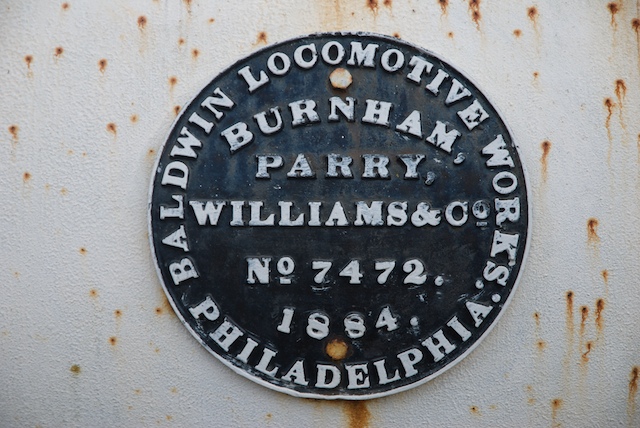 BALDWIN LOCOMOTIVE WORKS.
BURNHAM,
PARRY,
WILLIAMS & Cº
Nº 7472.
1884.
PHILADELPHIA.